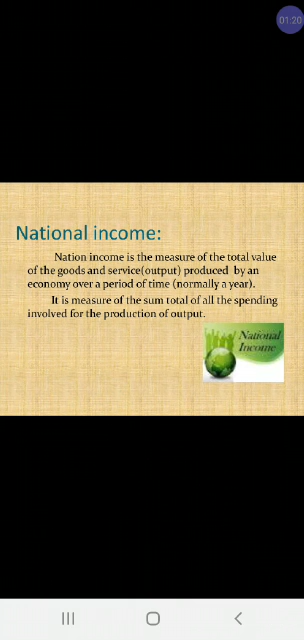 01:20
National income:
Nation income is the measure of the total value
of the goods and service(output) produced by an
economy over a period of time (normally a year).
It is measure of the sum total of all the spending
involved for the production of output.
National
Income